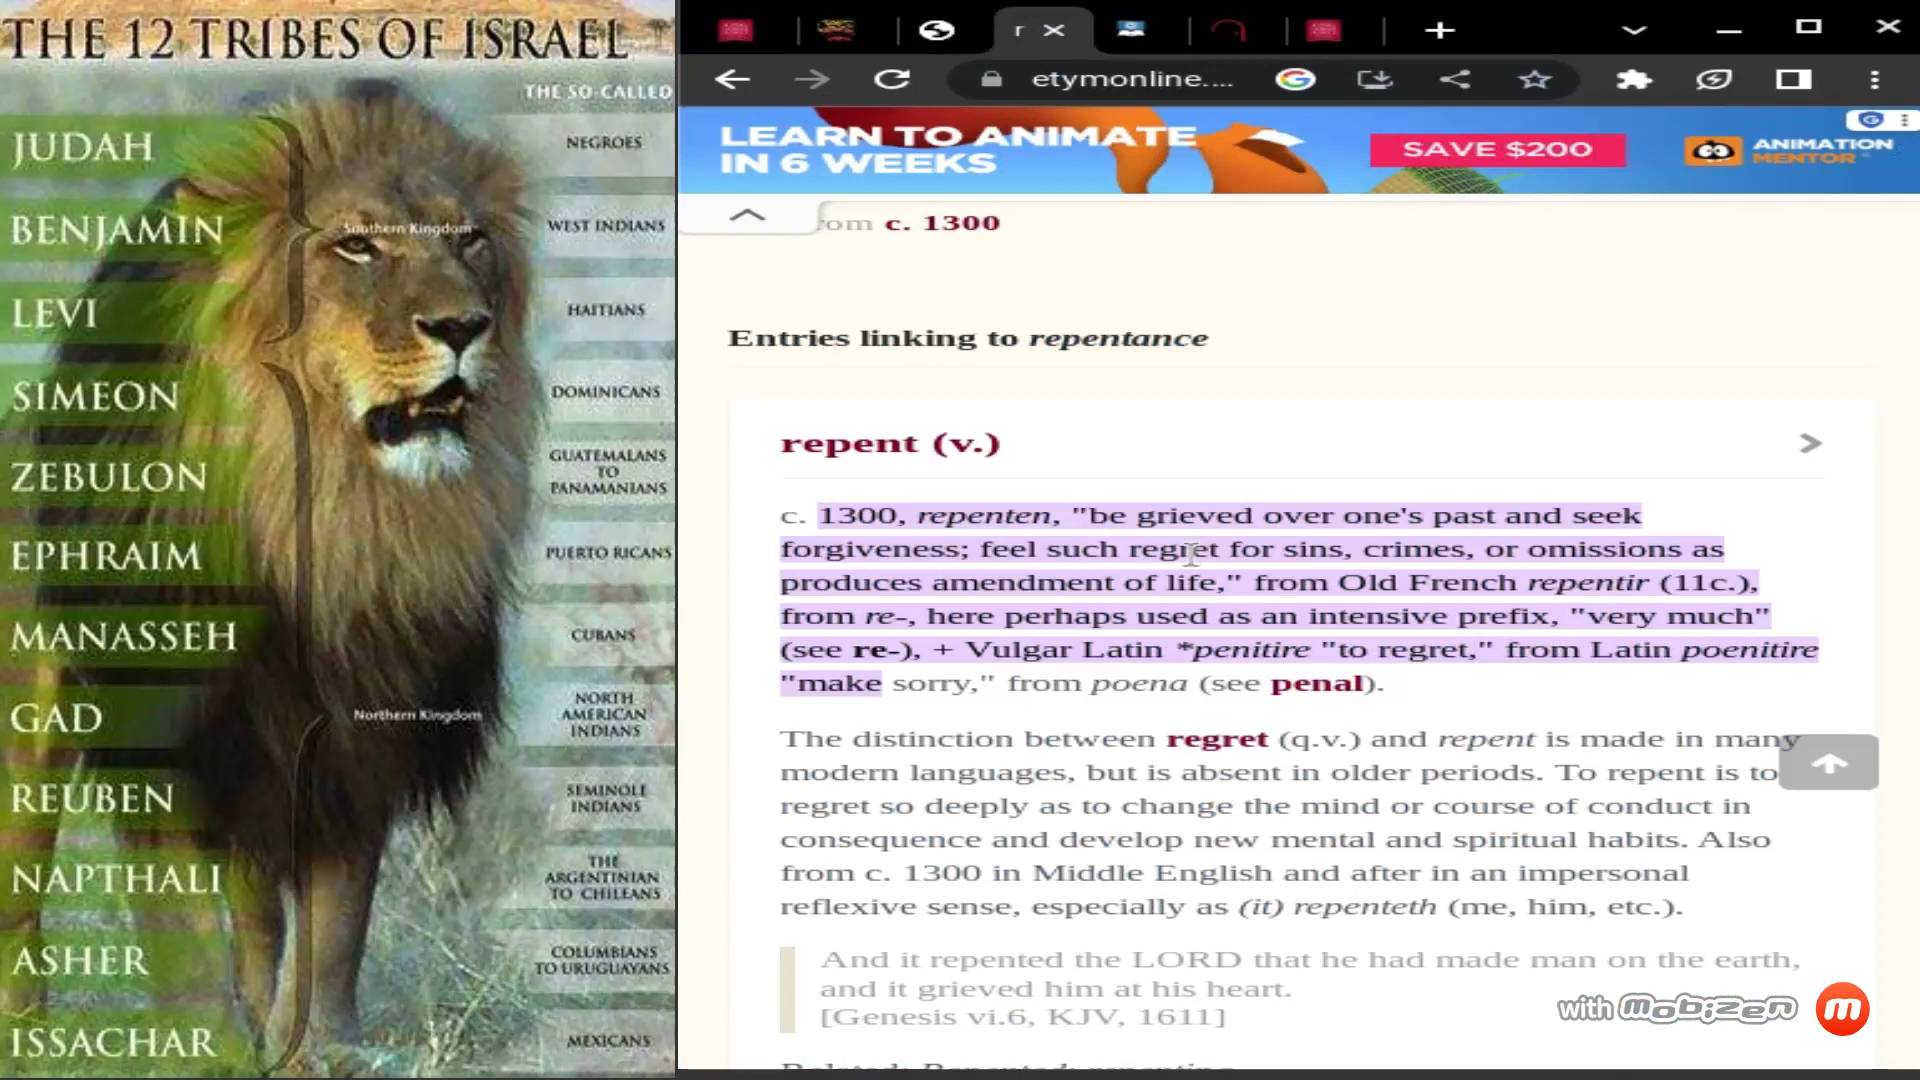 THE 12 TRIBES OF ISRAEL
THE SO-CALLED
JUDAH
NEGROES
BENJAMIN
Southern Kingdom
WEST INDIANS
LEVI
HAITIANS
SIMEON
DOMINICANS
ZEBULON
GUATEMALANS
TO
PANAMANIANS
EPHRAIM
PUERTO RICANS
MANASSEH
CUBANS
GAD
Northern Kingdom
NORTH
AMERICAN
INDIANS
REUBEN
SEMINOLE
INDIANS
NAPTHALI
THE
ARGENTINIAN
TO CHILEANS
ASHER
COLUMBIANS
TO URUGUAYANS
ISSACHAR
MEXICANS
r
etymonline....
LEARN TO ANIMATE
IN 6 WEEKS
SAVE $200
ANIMATION
MENTOR
om c. 1300
Entries linking to repentance
repent (v.)
c. 1300, repenten, "be grieved over one's past and seek
forgiveness; feel such regret for sins, crimes, or omissions as
produces amendment of life," from Old French repentir (11c.),
from re-, here perhaps used as an intensive prefix, "very much"
(see re-), + Vulgar Latin *penitire "to regret," from Latin poenitire
"make sorry," from poena (see penal).
The distinction between regret (q.v.) and repent is made in many
modern languages, but is absent in older periods. To repent is to
regret so deeply as to change the mind or course of conduct in
consequence and develop new mental and spiritual habits. Also
from c. 1300 in Middle English and after in an impersonal
reflexive sense, especially as (it) repenteth (me, him, etc.).
And it repented the LORD that he had made man on the earth,
and it grieved him at his heart.
[Genesis vi.6, KJV, 1611]
with mobizen m